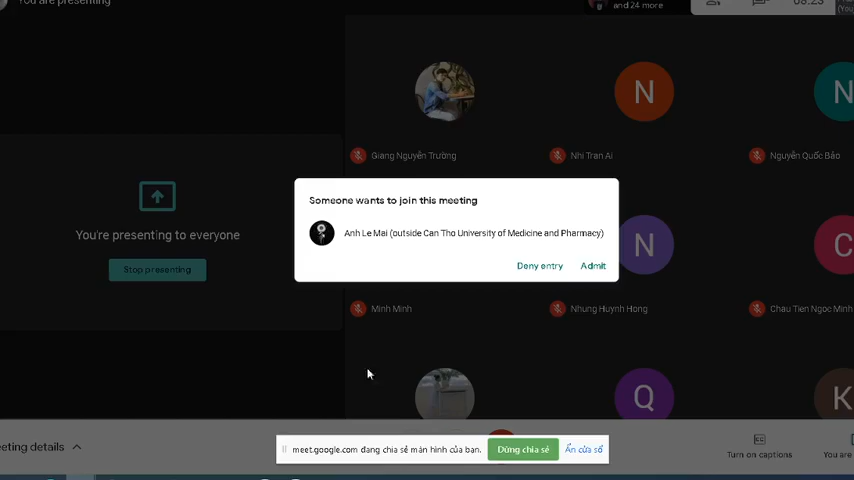 You are presenting
and 24 more
(You
N
N
Giang Nguyễn Trường
Nhi Tran Ai
Nguyễn Quốc Bảo
Someone wants to join this meeting
Anh Le Mai (outside Can Tho University of Medicine and Pharmacy)
Deny entry
Admit
You're presenting to everyone
Stop presenting
N
C
Minh Minh
Nhung Huynh Hong
Chau Tien Ngoc Minh
Q
K
eeting details
meet.google.com đang chia sẻ màn hình của bạn.
Dừng chia sẻ
Ẩn cửa sổ
Turn on captions
You are